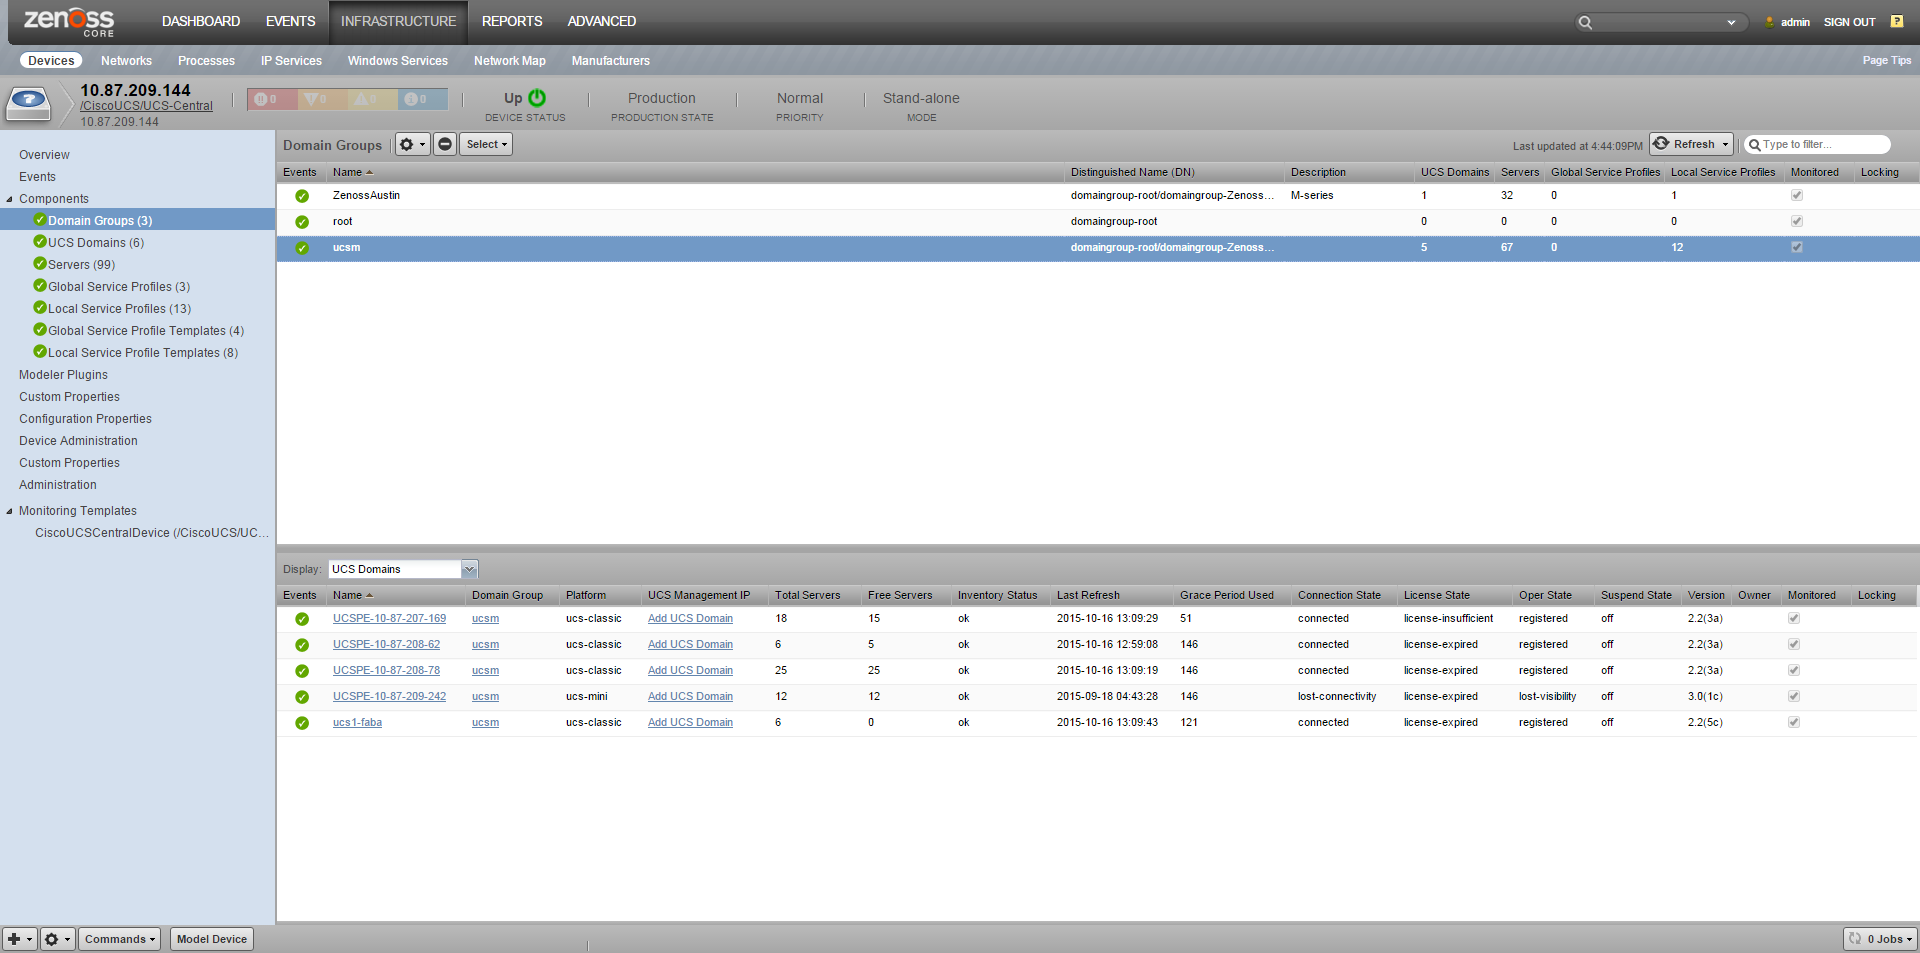 zenoss CORE DASHBOARD EVENTS INFRASTRUCTURE REPORTS ADVANCED admin SIGN OUT ?
Devices Networks Processes IP Services Windows Services Network Map Manufacturers Page Tips
10.87.209.144
/CiscoUCS/UCS-Central
10.87.209.144
0 0 0 0
Up
DEVICE STATUS
Production
PRODUCTION STATE
Normal
PRIORITY
Stand-alone
MODE
Overview
Events
Components
Domain Groups (3)
UCS Domains (6)
Servers (99)
Global Service Profiles (3)
Local Service Profiles (13)
Global Service Profile Templates (4)
Local Service Profile Templates (8)
Modeler Plugins
Custom Properties
Configuration Properties
Device Administration
Custom Properties
Administration
Monitoring Templates
CiscoUCSCentralDevice (/CiscoUCS/UC...
Domain Groups Select Last updated at 4:44:09PM Refresh Type to filter...
Events Name Distinguished Name (DN) Description UCS Domains Servers Global Service Profiles Local Service Profiles Monitored Locking
ZenossAustin domaingroup-root/domaingroup-Zenoss... M-series 1 32 0 1
root domaingroup-root 0 0 0 0
ucsm domaingroup-root/domaingroup-Zenoss... 5 67 0 12
Display: UCS Domains
Events Name Domain Group Platform UCS Management IP Total Servers Free Servers Inventory Status Last Refresh Grace Period Used Connection State License State Oper State Suspend State Version Owner Monitored Locking
UCSPE-10-87-207-169 ucsm ucs-classic Add UCS Domain 18 15 ok 2015-10-16 13:09:29 51 connected license-insufficient registered off 2.2(3a)
UCSPE-10-87-208-62 ucsm ucs-classic Add UCS Domain 6 5 ok 2015-10-16 12:59:08 146 connected license-expired registered off 2.2(3a)
UCSPE-10-87-208-78 ucsm ucs-classic Add UCS Domain 25 25 ok 2015-10-16 13:09:19 146 connected license-expired registered off 2.2(3a)
UCSPE-10-87-209-242 ucsm ucs-mini Add UCS Domain 12 12 ok 2015-09-18 04:43:28 146 lost-connectivity license-expired lost-visibility off 3.0(1c)
ucs1-faba ucsm ucs-classic Add UCS Domain 6 0 ok 2015-10-16 13:09:43 121 connected license-expired registered off 2.2(5c)
Commands Model Device 0 Jobs